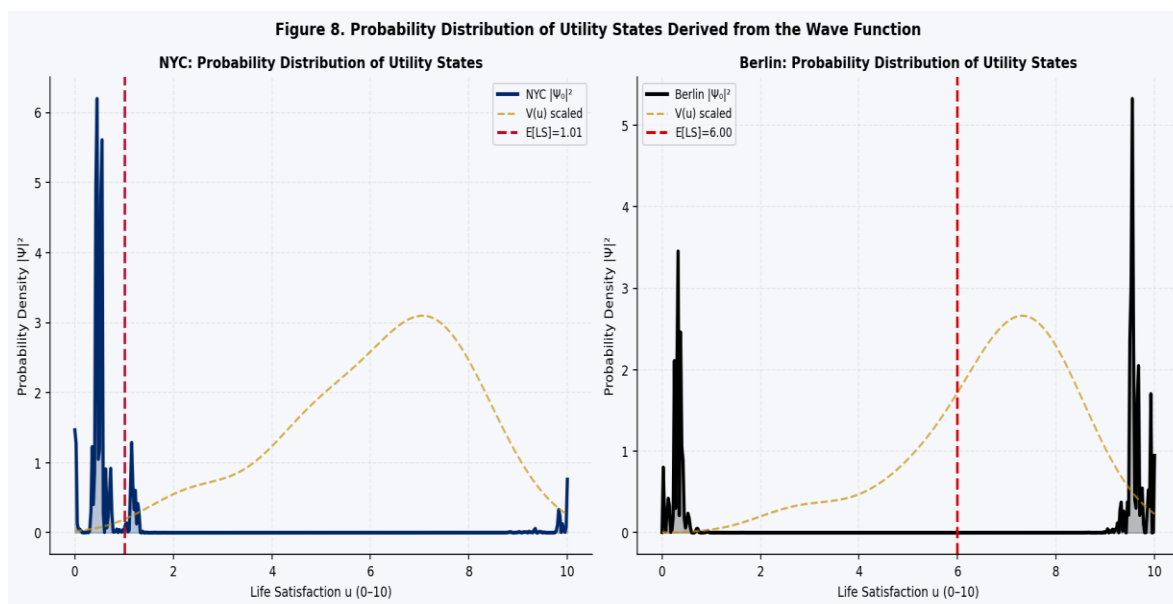 Figure 8. Probability Distribution of Utility States Derived from the Wave Function
NYC: Probability Distribution of Utility States
NYC |Ψ₀|²
V(u) scaled
E[LS]=1.01
Probability Density |Ψ|²
6
5
4
3
2
1
0
0 2 4 6 8 10
Life Satisfaction u (0–10)
Berlin: Probability Distribution of Utility States
Berlin |Ψ₀|²
V(u) scaled
E[LS]=6.00
Probability Density |Ψ|²
5
4
3
2
1
0
0 2 4 6 8 10
Life Satisfaction u (0–10)